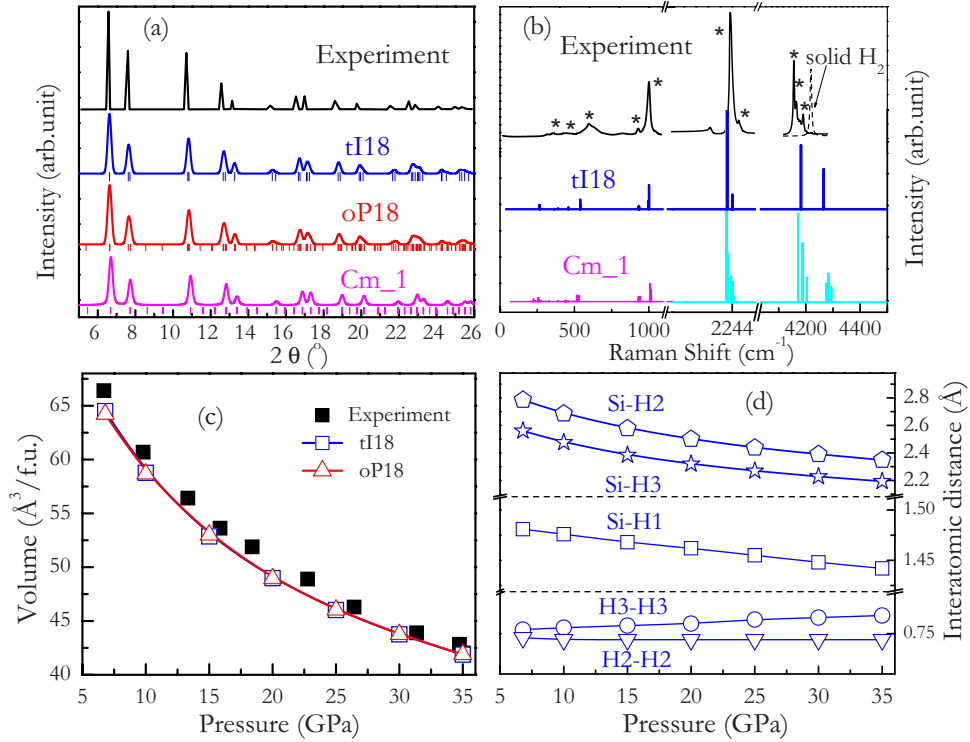 (a)
Experiment
tI18
oP18
Cm_1
Intensity (arb.unit)
6 8 10 12 14 16 18 20 22 24 26
2 θ (°)
(b)
Experiment
* * * * * * * * *
solid H2
tI18
Cm_1
Intensity (arb.unit)
0 500 1000 2244 4200 4400
Raman Shift (cm-1)
(c)
Experiment
tI18
oP18
Volume (Å3/f.u.)
65
60
55
50
45
40
5 10 15 20 25 30 35
Pressure (GPa)
(d)
Si-H2
Si-H3
Si-H1
H3-H3
H2-H2
2.8
2.6
2.4
2.2
1.50
1.45
0.75
Interatomic distance (Å)
5 10 15 20 25 30 35
Pressure (GPa)